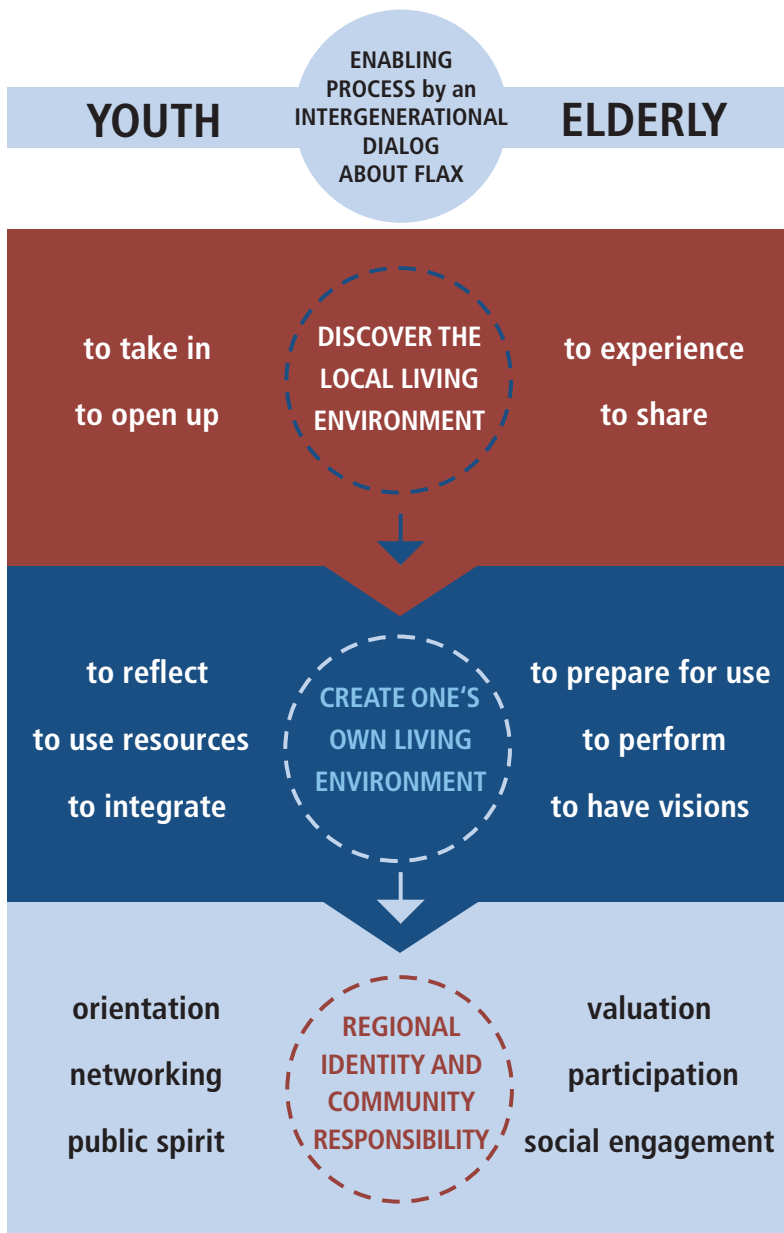 YOUTH
ENABLING
PROCESS by an
INTERGENERATIONAL
DIALOG
ABOUT FLAX
ELDERLY
to take in
to open up
DISCOVER THE
LOCAL LIVING
ENVIRONMENT
to experience
to share
to reflect
to use resources
to integrate
CREATE ONE‘S
OWN LIVING
ENVIRONMENT
to prepare for use
to perform
to have visions
orientation
networking
public spirit
REGIONAL
IDENTITY AND
COMMUNITY
RESPONSIBILITY
valuation
participation
social engagement